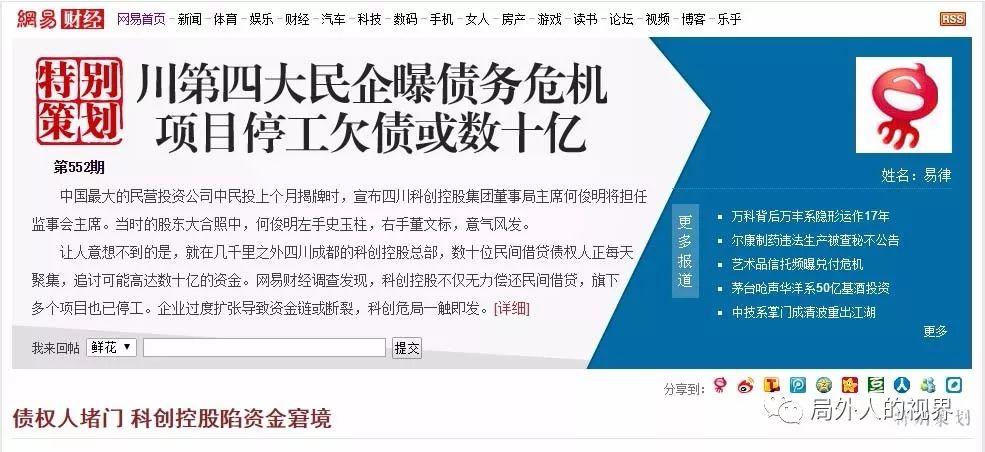 網易 财经 网易首页 - 新闻 - 体育 - 娱乐 - 财经 - 汽车 - 科技 - 数码 - 手机 - 女人 - 房产 - 游戏 - 读书 - 论坛 - 视频 - 博客 - 乐乎 RSS
特别
策划
川第四大民企曝债务危机
项目停工欠债或数十亿
第552期
中国最大的民营投资公司中民投上个月揭牌时，宣布四川科创控股集团董事局主席何俊明将担任
监事会主席。当时的股东大合照中，何俊明左手史玉柱，右手董文标，意气风发。
让人意想不到的是，就在几千里之外四川成都的科创控股总部，数十位民间借贷债权人正每天
聚集，追讨可能高达数十亿的资金。网易财经调查发现，科创控股不仅无力偿还民间借贷，旗下
多个项目也已停工。企业过度扩张导致资金链或断裂，科创危局一触即发。[详细]
我来回帖 鲜花 提交
姓名：易律
更多报道
万科背后万丰系隐形运作17年
尔康制药违法生产被查秘不公告
艺术品信托频曝兑付危机
茅台呛声华洋系50亿基酒投资
中技系掌门成清波重出江湖
更多
分享到：
局外人的视界
债权人堵门 科创控股陷资金窘境